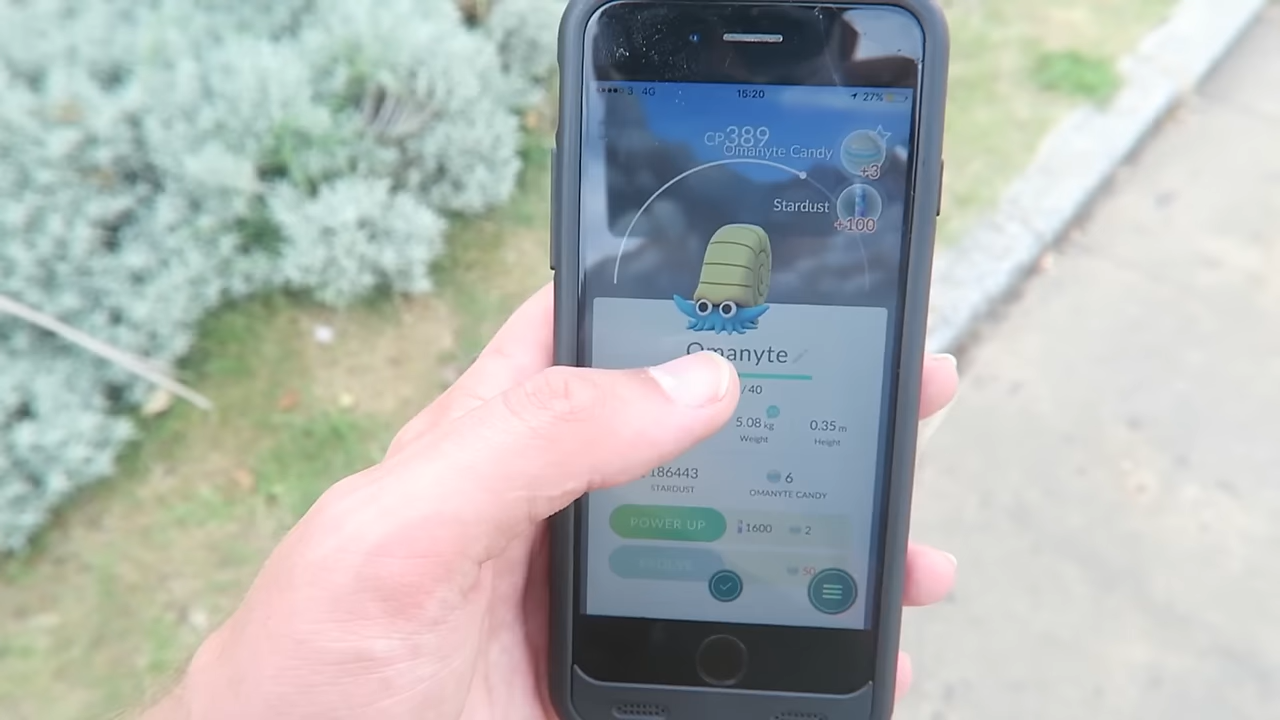 3 4G 15:20 27%
CP389
Omanyte Candy
+3
Stardust
+100
Omanyte
/ 40
5.08 kg 0.35 m
Weight Height
186443 6
STARDUST OMANYTE CANDY
POWER UP 1600 2
EVOLVE 50